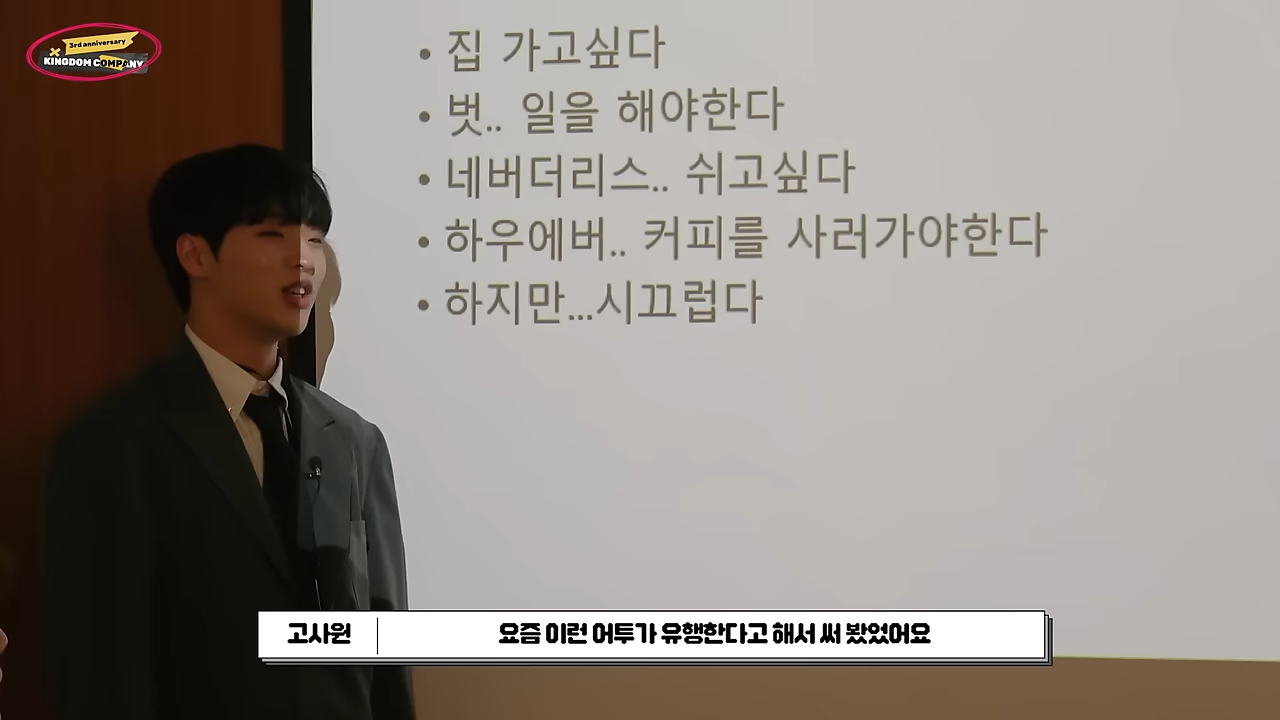 3rd anniversary
KINGDOM COMPANY
• 집 가고싶다
• 벗.. 일을 해야한다
• 네버더리스.. 쉬고싶다
• 하우에버.. 커피를 사러가야한다
• 하지만...시끄럽다
고사원
요즘 이런 어투가 유행한다고 해서 써 봤었어요